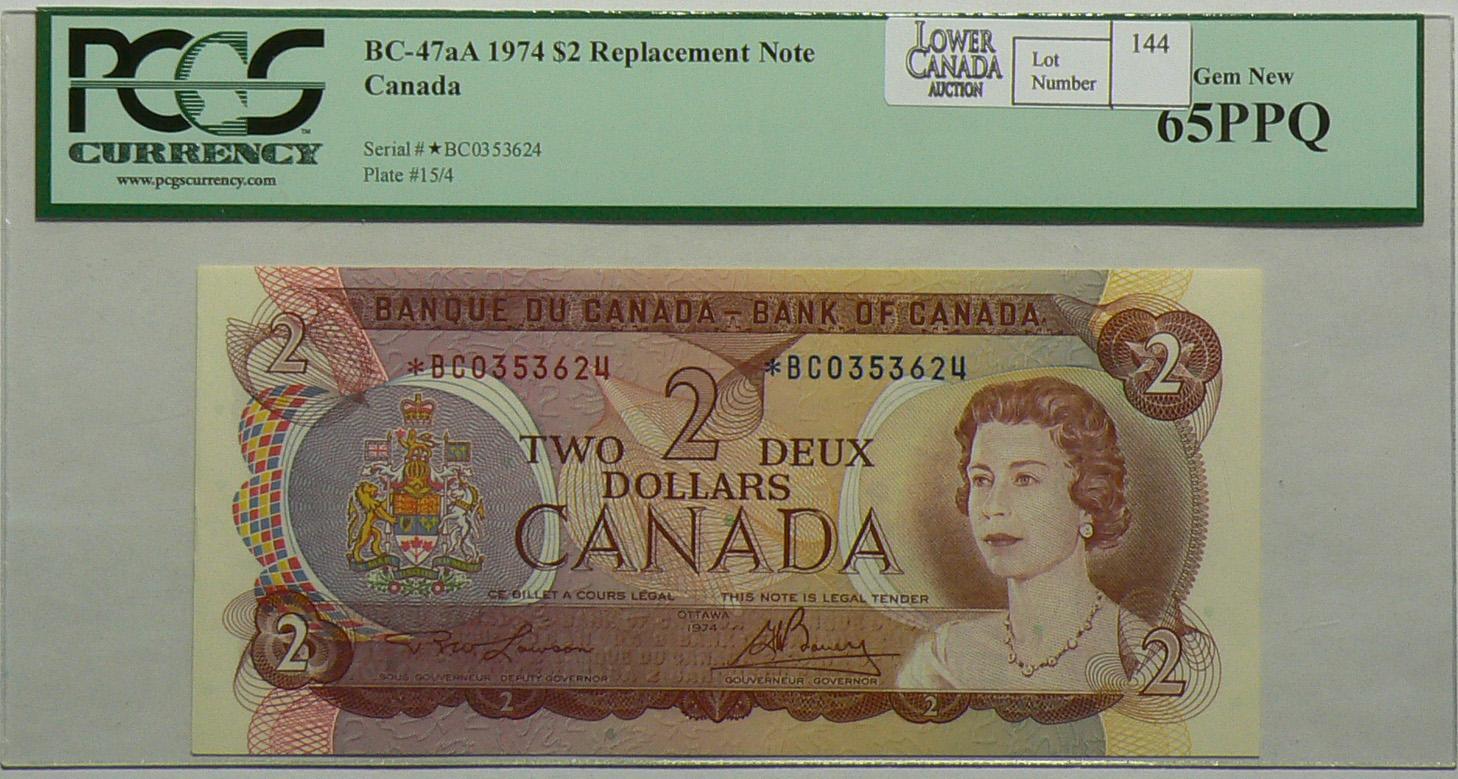 PCGS
CURRENCY
™
www.pcgscurrency.com
BC-47aA 1974 $2 Replacement Note
Canada
Serial # ★BC0353624
Plate #15/4
LOWER
CANADA
AUCTION
Lot
Number
144
Gem New
65PPQ
BANQUE DU CANADA – BANK OF CANADA
2
2
*BC0353624 *BC0353624
2
TWO DEUX
DOLLARS
CANADA
CE BILLET A COURS LEGAL THIS NOTE IS LEGAL TENDER
OTTAWA
1974
R W Lawson
SOUS-GOUVERNEUR - DEPUTY GOVERNOR GOUVERNEUR - GOVERNOR
2
2
2
2